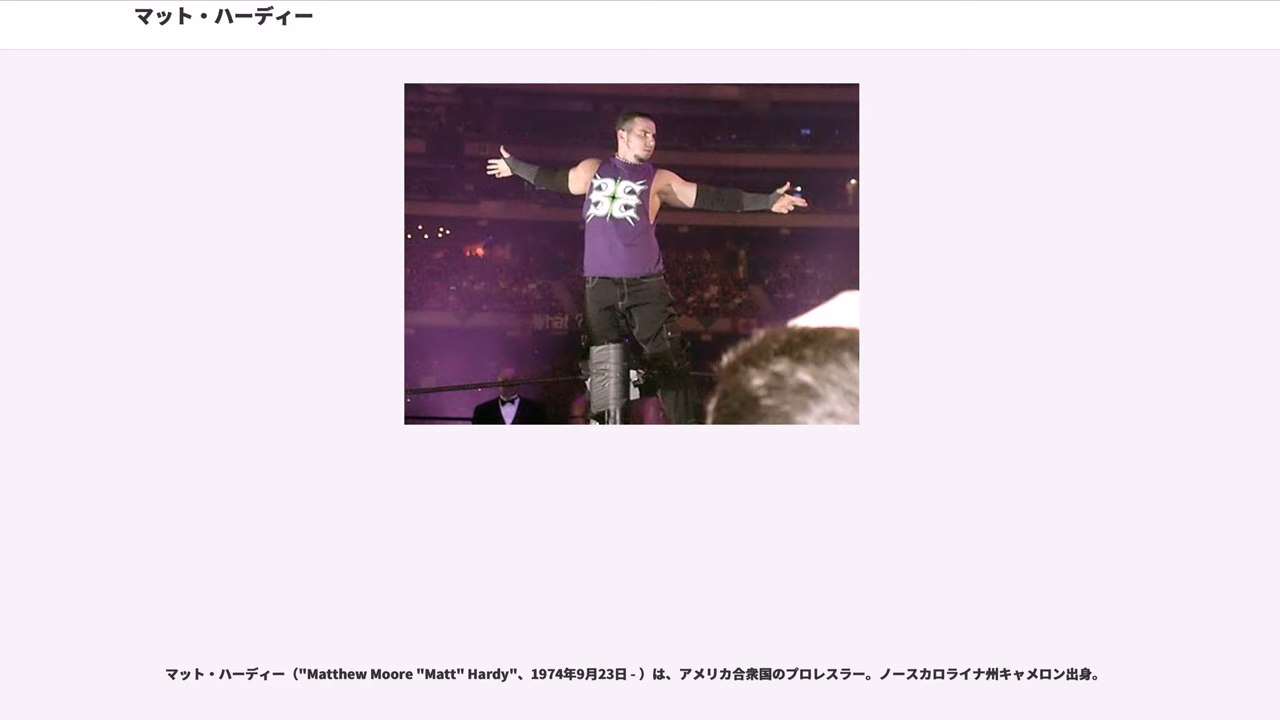 マット・ハーディー
What ?
マット・ハーディー（"Matthew Moore "Matt" Hardy"、1974年9月23日 - ）は、アメリカ合衆国のプロレスラー。ノースカロライナ州キャメロン出身。